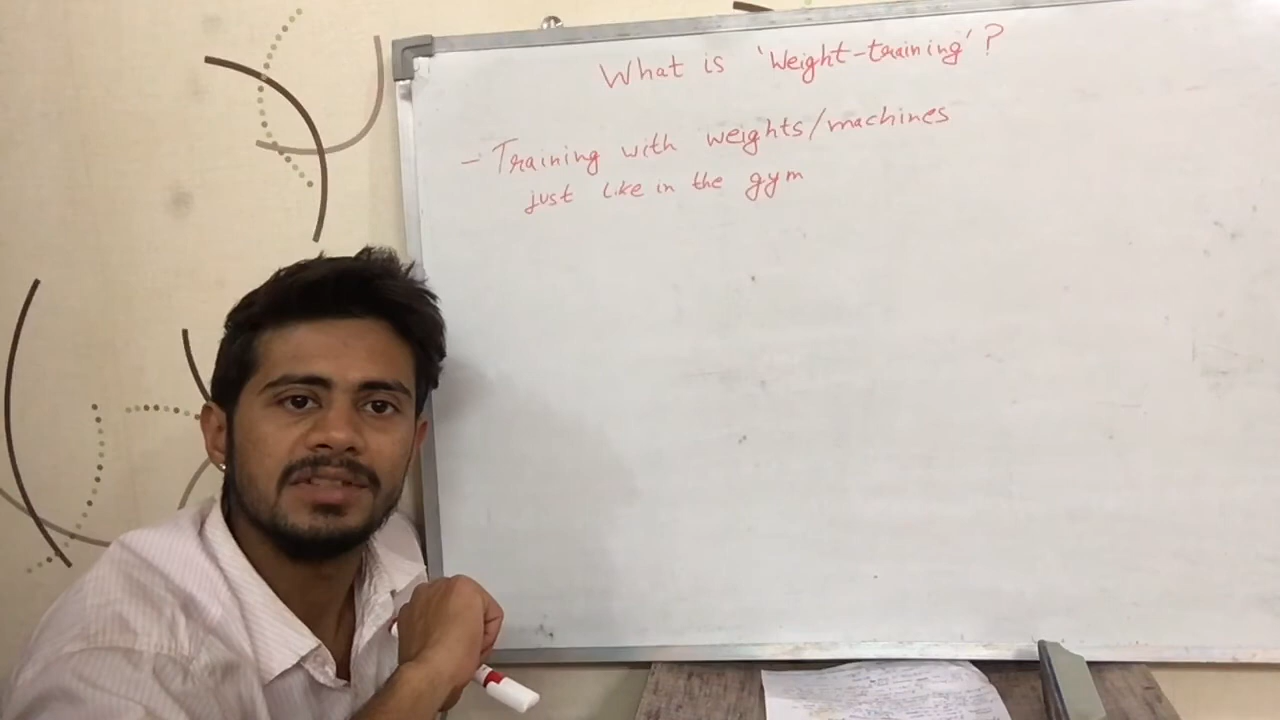 What is 'Weight-training'?
- Training with weights/machines
just like in the gym